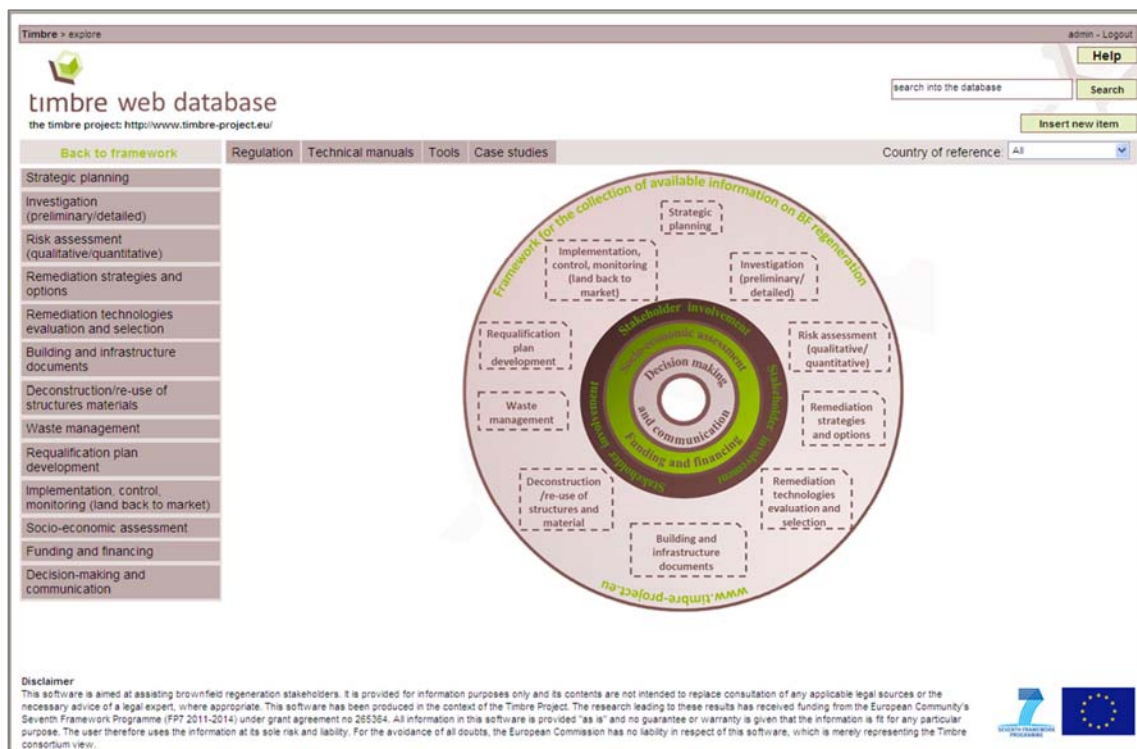 Timbre > explore
admin - Logout
Help
timbre web database
search into the database
Search
the timbre project: http://www.timbre-project.eu/
Insert new item
Back to framework
Regulation
Technical manuals
Tools
Case studies
Country of reference: All
Strategic planning
Investigation
(preliminary/detailed)
Risk assessment
(qualitative/quantitative)
Remediation strategies and
options
Remediation technologies
evaluation and selection
Building and infrastructure
documents
Deconstruction/re-use of
structures materials
Waste management
Requalification plan
development
Implementation, control,
monitoring (land back to market)
Socio-economic assessment
Funding and financing
Decision-making and
communication
Framework for the collection of available information on BF regeneration
Strategic
planning
Investigation
(preliminary/
detailed)
Risk assessment
(qualitative/
quantitative)
Remediation
strategies
and options
Remediation
technologies
evaluation and
selection
Building and
infrastructure
documents
Deconstruction
/re-use of
structures and
material
Waste
management
Requalification
plan
development
Implementation,
control, monitoring
(land back to
market)
Stakeholder involvement
Stakeholder involvement
Stakeholder involvement
Socio-economic assessment
Funding and financing
Decision making
and communication
www.timbre-project.eu
Disclaimer
This software is aimed at assisting brownfield regeneration stakeholders. It is provided for information purposes only and its contents are not intended to replace consultation of any applicable legal sources or the
necessary advice of a legal expert, where appropriate. This software has been produced in the context of the Timbre Project. The research leading to these results has received funding from the European Community's
Seventh Framework Programme (FP7 2011-2014) under grant agreement no 265364. All information in this software is provided "as is" and no guarantee or warranty is given that the information is fit for any particular
purpose. The user therefore uses the information at its sole risk and liability. For the avoidance of all doubts, the European Commission has no liability in respect of this software, which is merely representing the Timbre
consortium view.
SEVENTH FRAMEWORK
PROGRAMME